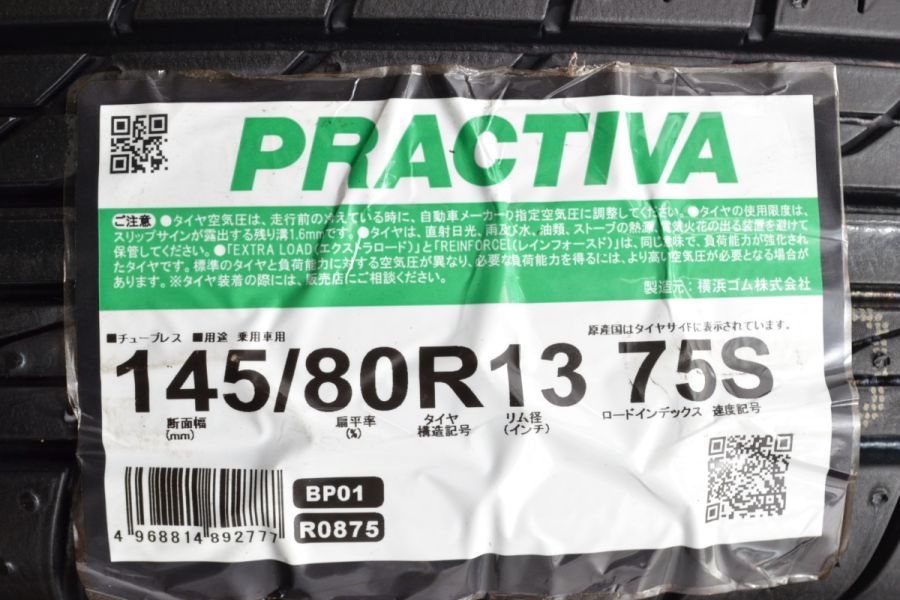 PRACTIVA
ご注意 ●タイヤ空気圧は、走行前の冷えている時に、自動車メーカーの指定空気圧に調整してください。●タイヤの使用限度は、
スリップサインが露出する残り溝1.6mmです。●タイヤは、直射日光、雨及び水、油類、ストーブの熱源、電気火花の出る装置を避けて
保管してください。●「EXTRA LOAD(エクストラロード)」と「REINFORCED(レインフォースド)」は、同じ意味で、負荷能力が強化され
たタイヤです。標準のタイヤと負荷能力に対する空気圧が異なり、必要な負荷能力を得るには、より高い空気圧が必要となる場合が
あります。※タイヤ装着の際には、販売店にご相談ください。
製造元：横浜ゴム株式会社
■チューブレス ■用途 乗用車用 原産国はタイヤサイドに表示されています。
145/80R13 75S
断面幅 扁平率 タイヤ リム径 ロードインデックス 速度記号
(mm) (%) 構造記号 (インチ)
BP01
R0875
4 968814 892777